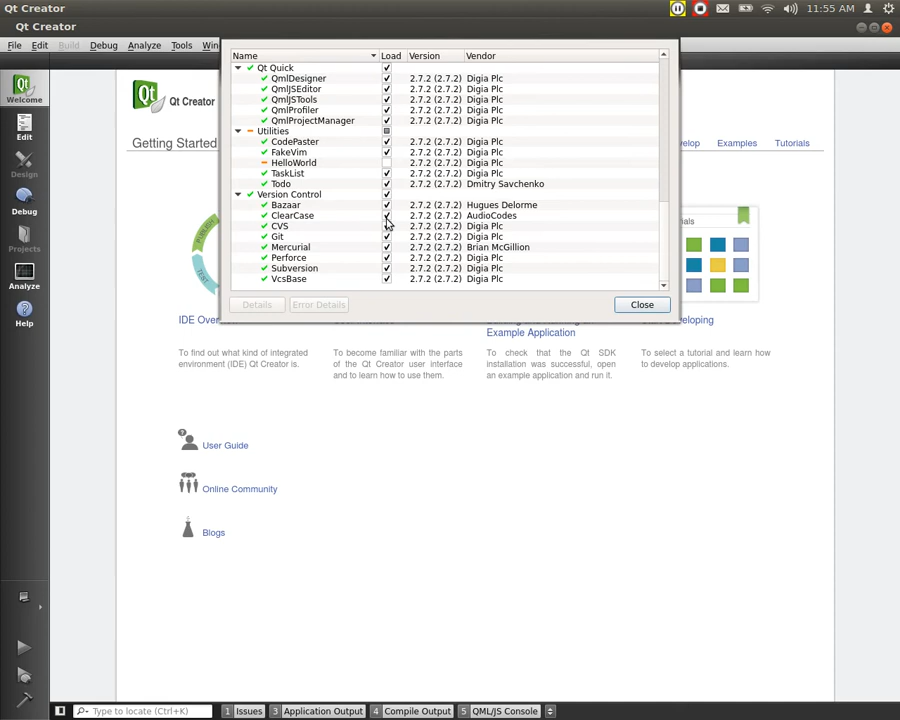 Qt Creator 11:55 AM
Qt Creator
File Edit Build Debug Analyze Tools Win
Name Load Version Vendor
Qt Quick
QmlDesigner 2.7.2 (2.7.2) Digia Plc
QmlJSEditor 2.7.2 (2.7.2) Digia Plc
QmlJSTools 2.7.2 (2.7.2) Digia Plc
QmlProfiler 2.7.2 (2.7.2) Digia Plc
QmlProjectManager 2.7.2 (2.7.2) Digia Plc
Utilities
CodePaster 2.7.2 (2.7.2) Digia Plc
FakeVim 2.7.2 (2.7.2) Digia Plc
HelloWorld 2.7.2 (2.7.2) Digia Plc
TaskList 2.7.2 (2.7.2) Digia Plc
Todo 2.7.2 (2.7.2) Dmitry Savchenko
Version Control
Bazaar 2.7.2 (2.7.2) Hugues Delorme
ClearCase 2.7.2 (2.7.2) AudioCodes
CVS 2.7.2 (2.7.2) Digia Plc
Git 2.7.2 (2.7.2) Digia Plc
Mercurial 2.7.2 (2.7.2) Brian McGillion
Perforce 2.7.2 (2.7.2) Digia Plc
Subversion 2.7.2 (2.7.2) Digia Plc
VcsBase 2.7.2 (2.7.2) Digia Plc
Details Error Details Close
Welcome
Edit
Design
Debug
Projects
Analyze
Help
Qt Qt Creator
Getting Started velop Examples Tutorials
PUBLISH
TEST
ials
IDE Over
Example Application
eloping
To find out what kind of integrated
environment (IDE) Qt Creator is.
To become familiar with the parts
of the Qt Creator user interface
and to learn how to use them.
To check that the Qt SDK
installation was successful, open
an example application and run it.
To select a tutorial and learn how
to develop applications.
User Guide
Online Community
Blogs
Type to locate (Ctrl+K) 1 Issues 3 Application Output 4 Compile Output 5 QML/JS Console